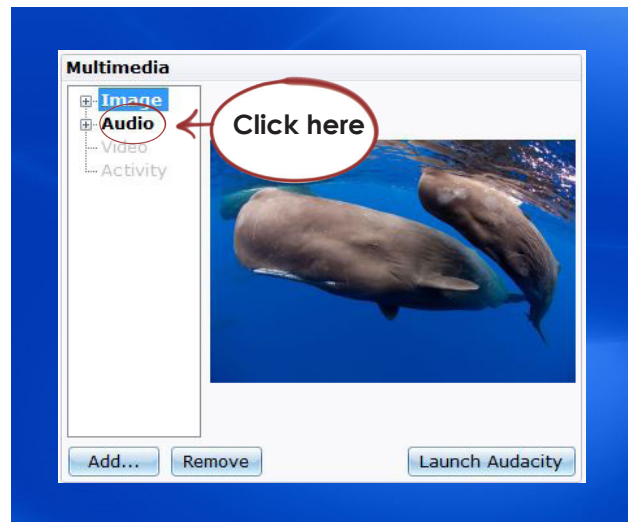 Multimedia
Image
Audio
Click here
Video
Activity
Add...
Remove
Launch Audacity